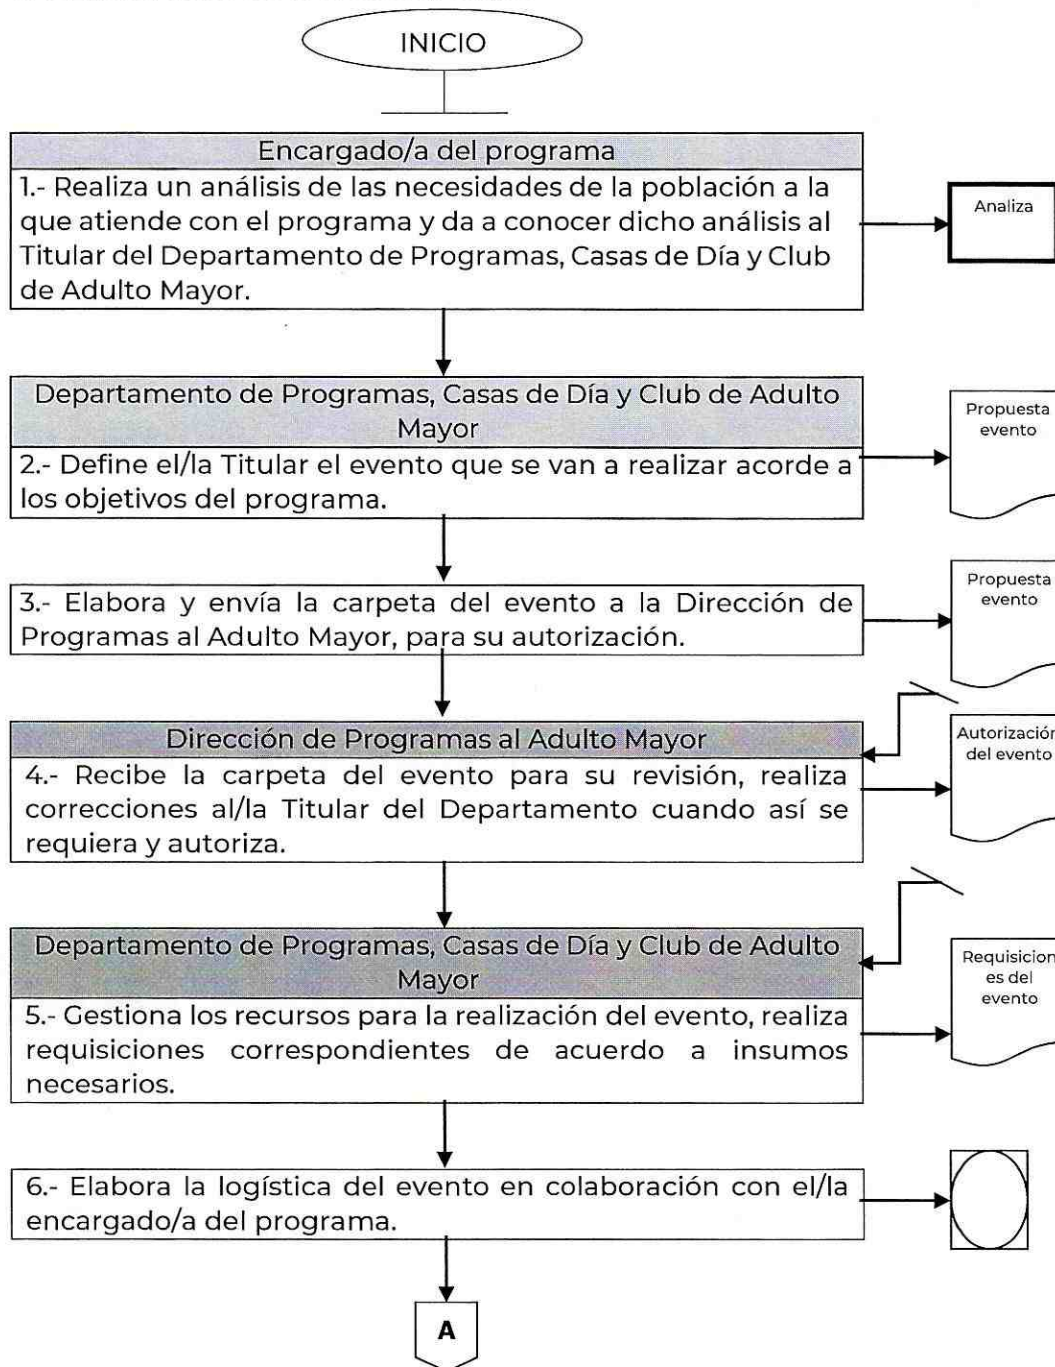 INICIO
Encargado/a del programa
1.- Realiza un análisis de las necesidades de la población a la
que atiende con el programa y da a conocer dicho análisis al
Titular del Departamento de Programas, Casas de Día y Club
de Adulto Mayor.
Analiza
Departamento de Programas, Casas de Día y Club de Adulto
Mayor
2.- Define el/la Titular el evento que se van a realizar acorde a
los objetivos del programa.
Propuesta
evento
3.- Elabora y envía la carpeta del evento a la Dirección de
Programas al Adulto Mayor, para su autorización.
Propuesta
evento
Dirección de Programas al Adulto Mayor
4.- Recibe la carpeta del evento para su revisión, realiza
correcciones al/la Titular del Departamento cuando así se
requiera y autoriza.
Autorización
del evento
Departamento de Programas, Casas de Día y Club de Adulto
Mayor
5.- Gestiona los recursos para la realización del evento, realiza
requisiciones correspondientes de acuerdo a insumos
necesarios.
Requisicion
es del
evento
6.- Elabora la logística del evento en colaboración con el/la
encargado/a del programa.
A